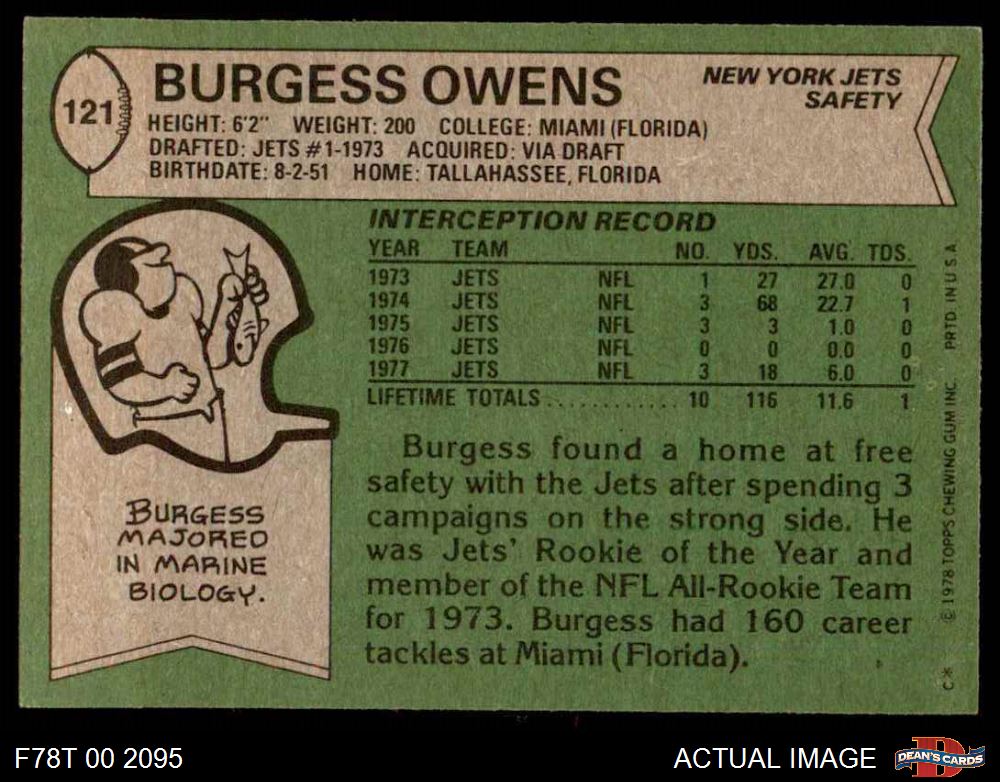 121
BURGESS OWENS
NEW YORK JETS
SAFETY
HEIGHT: 6'2" WEIGHT: 200 COLLEGE: MIAMI (FLORIDA)
DRAFTED: JETS #1-1973 ACQUIRED: VIA DRAFT
BIRTHDATE: 8-2-51 HOME: TALLAHASSEE, FLORIDA
INTERCEPTION RECORD
YEAR TEAM NO. YDS. AVG. TDS.
1973 JETS NFL 1 27 27.0 0
1974 JETS NFL 3 68 22.7 1
1975 JETS NFL 3 3 1.0 0
1976 JETS NFL 0 0 0.0 0
1977 JETS NFL 3 18 6.0 0
LIFETIME TOTALS ............ 10 116 11.6 1
Burgess found a home at free
safety with the Jets after spending 3
campaigns on the strong side. He
was Jets' Rookie of the Year and
member of the NFL All-Rookie Team
for 1973. Burgess had 160 career
tackles at Miami (Florida).
BURGESS
MAJORED
IN MARINE
BIOLOGY.
C* © 1978 TOPPS CHEWING GUM INC. PRTD. IN U.S.A.
F78T 00 2095
ACTUAL IMAGE
D
DEAN'S CARDS